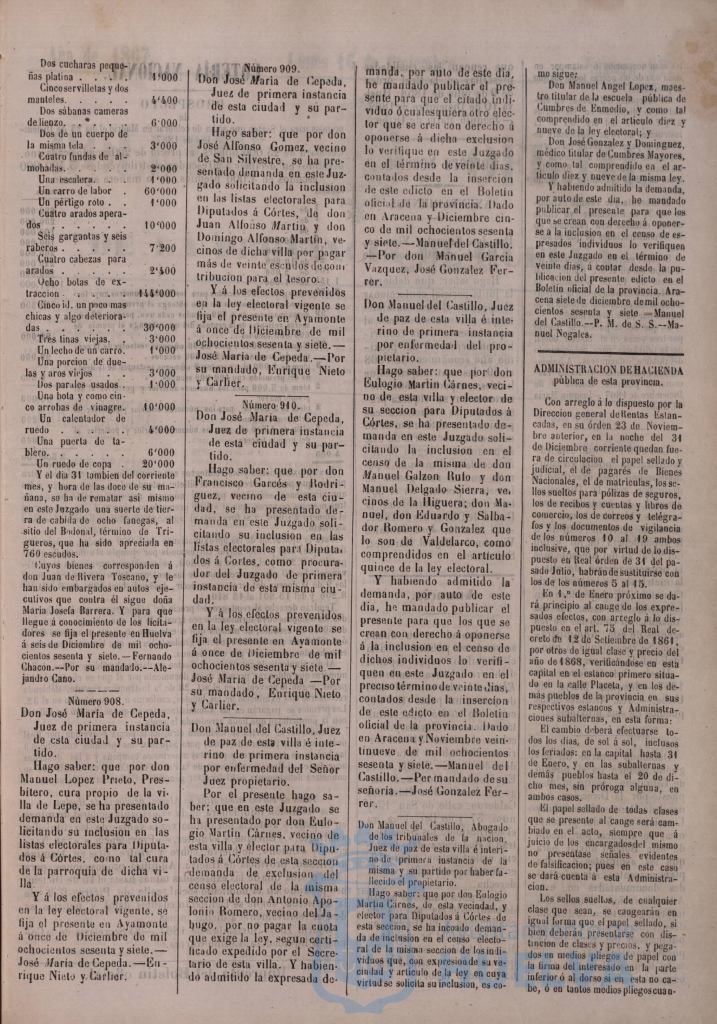 Dos cucharas peque-
ñas platina . . . . 1'000
Cinco servilletas y dos
manteles. . . . . 4'400
Dos sábanas cameras
de lienzo. . . . . 6'000
Dos de un cuerpo de
la misma tela . . . 3'000
Cuatro fundas de al-
mohadas. . . . . 2'000
Una escalera. . . . 1'000
Un carro de labor . 60'000
Un pértigo roto . . 1'000
Cuatro arados apera-
dos . . . . . . 10'000
Seis gargantas y seis
raberos. . . . . 7'200
Cuatro cabezas para
arados . . . . . 2'400
Ocho botas de ex-
traccion. . . . . 144'000
Cinco id. un poco mas
chicas y algo deteriora-
das . . . . . . 30'000
Tres tinas viejas. . 3'000
Un lecho de un carro. 1'000
Una porcion de due-
las y aros viejos . . 3'000
Dos parales usados . 1'000
Una bota y como cin-
co arrobas de vinagre. 10'000
Un calentador de
ruedo . . . . . 4'000
Una puerta de ta-
blero. . . . . . 6'000
Un ruedo de copa . 20'000
Y el dia 31 tambien del corriente
mes, y hora de las doce de su ma-
ñana, se ha de rematar asi mismo
en este Juzgado una suerte de tier-
ra de cabida de ocho fanegas, al
sitio del Bodonal, término de Tri-
gueros, que ha sido apreciada en
760 escudos.
Cuyos bienes corresponden á
don Juan de Rivera Toscano, y le
han sido embargados en autos eje-
cutivos que contra él sigue doña
Maria Josefa Barrera. Y para que
llegue á conocimiento de los licita-
dores se fija el presente en Huelva
á seis de Diciembre de mil ocho-
cientos sesenta y siete.—Fernando
Chacon.—Por su mandado.—Ale-
jandro Cano.
Número 908.
Don José Maria de Cepeda,
Juez de primera instancia
de esta ciudad y su par-
tido.
Hago saber: que por don
Manuel Lopez Prieto, Pres-
bitero, cura propio de la vi-
lla de Lepe, se ha presentado
demanda en este Juzgado so-
licitando su inclusion en las
listas electorales para Diputa-
dos á Córtes, como tal cura
de la parroquia de dicha vi-
lla.
Y á los efectos prevenidos
en la ley electoral vigente, se
fija el presente en Ayamonte
á once de Diciembre de mil
ochocientos sesenta y siete.—
José Maria de Cepeda.—En-
rique Nieto y Carlier.
Número 909.
Don José Maria de Cepeda,
Juez de primera instancia
de esta ciudad y su par-
tido.
Hago saber: que por don
José Alfonso Gomez, vecino
de San Silvestre, se ha pre-
sentado demanda en este Juz-
gado solicitando la inclusion
en las listas electorales para
Diputados á Córtes, de don
Juan Alfonso Martin y don
Domingo Alfonso Martin, ve-
cinos de dicha villa por pagar
más de veinte escudos de con-
tribucion para el tesoro.
Y á los efectos prevenidos
en la ley electoral vigente se
fija el presente en Ayamonte
á once de Diciembre de mil
ochocientos sesenta y siete.—
José Maria de Cepeda.—Por
su mandado, Enrique Nieto
y Carlier.
Número 910.
Don José Maria de Cepeda,
Juez de primera instancia
de esta ciudad y su par-
tido.
Hago saber: que por don
Francisco Garcés y Rodri-
guez, vecino de esta ciu-
dad, se ha presentado de-
manda en este Juzgado soli-
citando su inclusion en las
listas electorales para Diputa-
dos á Cortes, como procura-
dor del Juzgado de primera
instancia de esta misma ciu-
dad.
Y á los efectos prevenidos
en la ley electoral vigente se
fija el presente en Ayamonte
á once de Diciembre de mil
ochocientos sesenta y siete.—
José Maria de Cepeda —Por
su mandado, Enrique Nieto
y Carlier.
Don Manuel del Castillo, Juez
de paz de esta villa é inte-
rino de primera instancia
por enfermedad del Señor
Juez propietario.
Por el presente hago sa-
ber: que en este Juzgado se
ha presentado por don Eulo-
gio Martin Cárnes, vecino de
esta villa y elector para Dipu-
tados á Córtes de esta seccion
demanda de exclusion del
censo electoral de la misma
seccion de don Antonio Apo-
lonio Romero, vecino del Ja-
bugo, por no pagar la cuota
que exige la ley, segun certi-
ficado expedido por el Secre-
tario de esta villa. Y habien-
do admitido la expresada de-
manda, por auto de este dia,
he mandado publicar el pre-
sente para que el citado indi-
viduo ó cualesquiera otro elec-
tor que se crean con derecho á
oponerse á dicha exclusion
lo verifique en este Juzgado
en el término de veinte dias,
contados desde la insercion
de este edicto en el Boletin
oficial de la provincia. Dado
en Aracena y Diciembre cin-
co de mil ochocientos sesenta
y siete.—Manuel del Castillo.
—Por don Manuel Garcia
Vazquez, José Gonzalez Fer-
rer.
Don Manuel del Castillo, Juez
de paz de esta villa é inte-
rino de primera instancia
por enfermedad del pro-
pietario.
Hago saber: que por don
Eulogio Martin Cárnes, veci-
no de esta villa y elector de
su seccion para Diputados á
Córtes, se ha presentado de-
manda en este Juzgado soli-
citando la inclusion en el
censo de la misma de don
Manuel Galzon Rufo y don
Manuel Delgado Sierra, ve-
cinos de la Higuera; don Ma-
nuel, don Eduardo y Salba-
dor Romero y Gonzalez que
lo son de Valdelarco, como
comprendidos en el artículo
quince de la ley electoral.
Y habiendo admitido la
demanda, por auto de este
dia, he mandado publicar el
presente para que los que se
crean con derecho á oponerse
á la inclusion en el censo de
dichos individuos lo verifi-
quen en este Juzgado en el
preciso término de veinte dias,
contados desde la insercion
de este edicto en el Boletin
oficial de la provincia. Dado
en Aracena y Noviembre vein-
tinueve de mil ochocientos
sesenta y siete.—Manuel del
Castillo.—Por mandado de su
señoria.—José Gonzalez Fer-
rer.
Don Manuel del Castillo, Abogado
de los tribunales de la nacion,
Juez de paz de esta villa é interi-
no de primera instancia de la
misma y su partido por haber fa-
llecido el propietario.
Hago saber: que por don Eulogio
Martin Cárnes, de esta vecindad, y
elector para Diputados á Córtes de
esta seccion, se ha incoado deman-
da de inclusion en el censo electo-
ral de la misma seccion de los indi-
viduos que, con expresion de su ve-
cindad y articulo de la ley en cuya
virtud se solicita su inclusion, es co-
mo sigue:
Don Manuel Angel Lopez, maes-
tro titular de la escuela pública de
Cumbres de Enmedio, y como tal
comprendido en el articulo diez y
nueve de la ley electoral; y
Don José Gonzalez y Dominguez,
médico titular de Cumbres Mayores,
y como tal comprendido en el ar-
tículo diez y nueve de la misma ley.
Y habiendo admitido la demanda,
por auto de este dia, he mandado
publicar el presente para que los
que se crean con derecho á oponer-
se á la inclusion en el censo de es-
presados individuos lo verifiquen
en este Juzgado en el término de
veinte dias, á contar desde la pu-
blicacion del presente edicto en el
Boletin oficial de la provincia. Ara-
cena siete de diciembre de mil ocho-
cientos sesenta y siete —Manuel
del Castillo.—P. M. de S. S.—Ma-
nuel Nogales.
ADMINISTRACION DE HACIENDA
pública de esta provincia.
Con arreglo á lo dispuesto por la
Direccion general de Rentas Estan-
cadas, en su órden 23 de Noviem-
bre anterior, en la noche del 31
de Diciembre corriente quedan fue-
ra de circulacion el papel sellado y
judicial, el de pagarés de Bienes
Nacionales, el de matriculas, los se-
llos sueltos para pólizas de seguros,
los de recibos y cuentas y libros de
comercio, los de correos y telégra-
fos y los documentos de vigilancia
de los números 10 al 19 ambos
inclusive, que por virtud de lo dis-
puesto en Real órden de 31 del pa-
sado Julio, habrán de sustituirse con
los de los números 5 al 15.
En 1.º de Enero próximo se da-
rá principio al cange de los expre-
sados efectos, con arreglo á lo dis-
puesto en el art. 75 del Real de-
creto de 12 de Setiembre de 1861,
por otros de igual clase y precio del
año de 1868, verificándose en esta
capital en el estanco primero situa-
do en la calle Placeta, y en los de-
más pueblos de la provincia en sus
respectivos estancos y Administra-
ciones subalternas, en esta forma:
El cambio deberá efectuarse to-
dos los dias, de sol á sol, inclusos
los feriados: en la capital hasta 31
de Enero, y en las subalternas y
demás pueblos hasta el 20 de di-
cho mes, sin próroga alguna, en
ambos casos.
El papel sellado de todas clases
que se presente al cange será cam-
biado en el acto, siempre que á
juicio de los encargados del mismo
no presentase señales evidentes
de falsificacion; pues en este caso
se dará cuenta á esta Administra-
cion.
Los sellos sueltos, de cualquier
clase que sean, se cangearán en
igual forma que el papel sellado, si
bien deberán presentarse con dis-
tincion de clases y precios, y pega-
dos en medios pliegos de papel con
la firma del interesado en la parte
inferior ó al dorso si en esta no ca-
be, ó en tantos medios pliegos cuan-